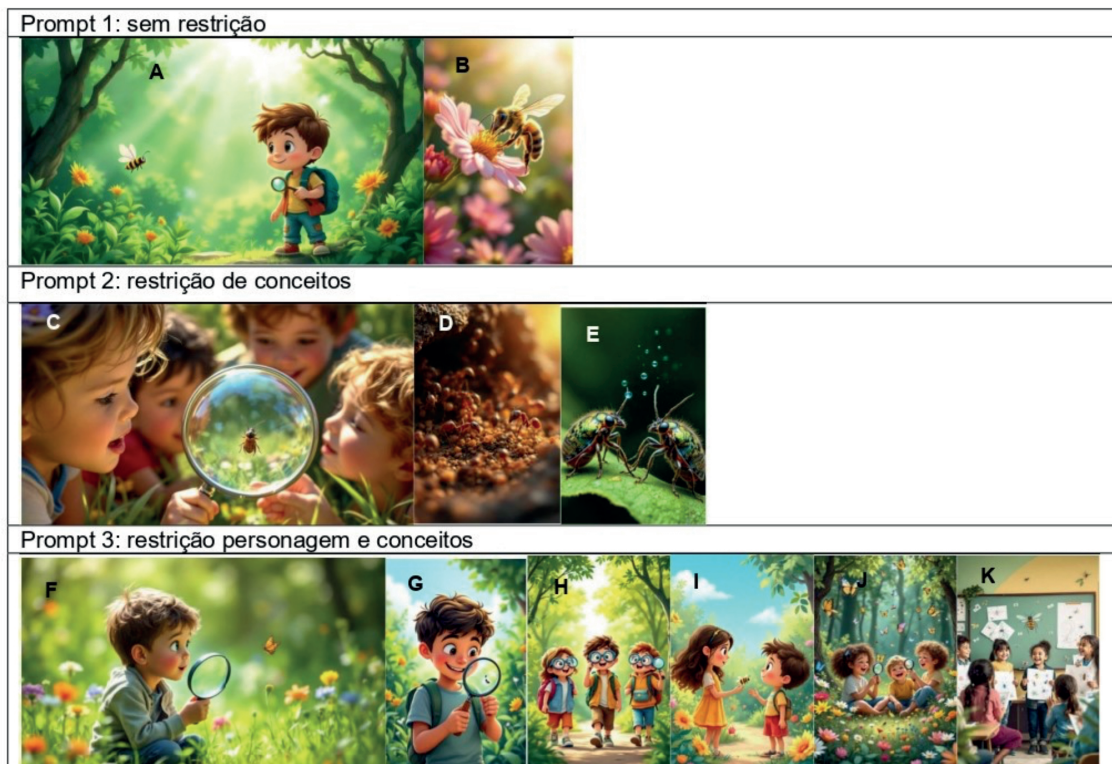 Prompt 1: sem restrição
A
B
Prompt 2: restrição de conceitos
C
D
E
Prompt 3: restrição personagem e conceitos
F
G
H
I
J
K